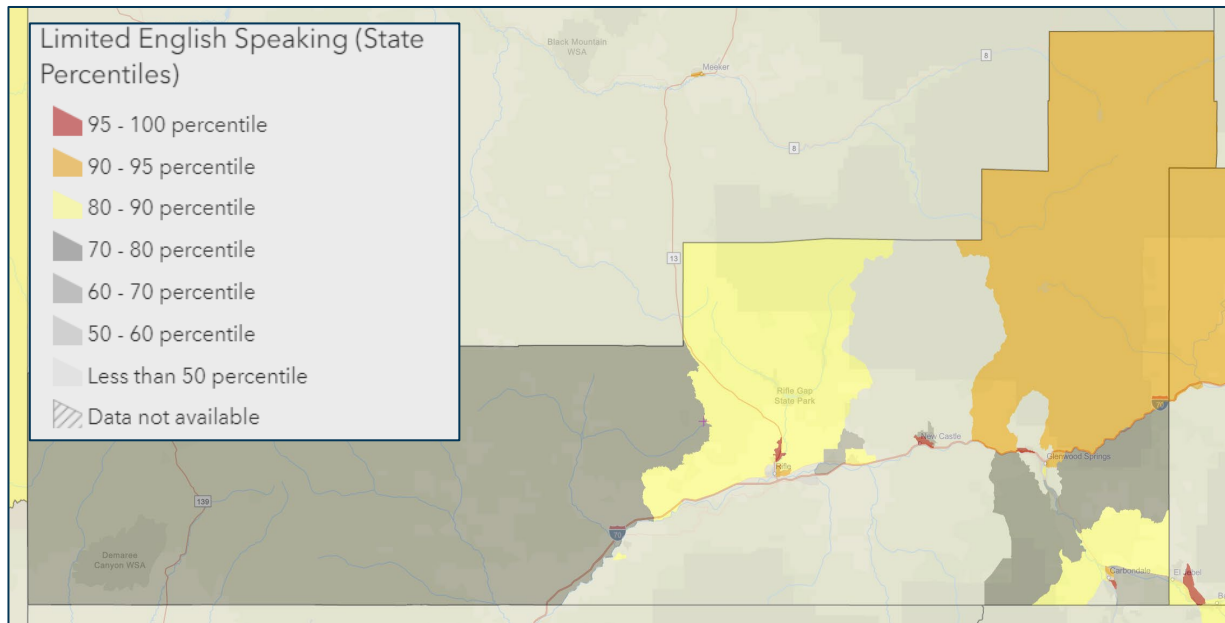 Limited English Speaking (State
Percentiles)
95 - 100 percentile
90 - 95 percentile
80 - 90 percentile
70 - 80 percentile
60 - 70 percentile
50 - 60 percentile
Less than 50 percentile
Data not available
Black Mountain
WSA
Meeker
8
8
13
Rifle Gap
State Park
70
New Castle
Glenwood Springs
Rifle
139
70
Demaree
Canyon WSA
Carbondale
El Jebel